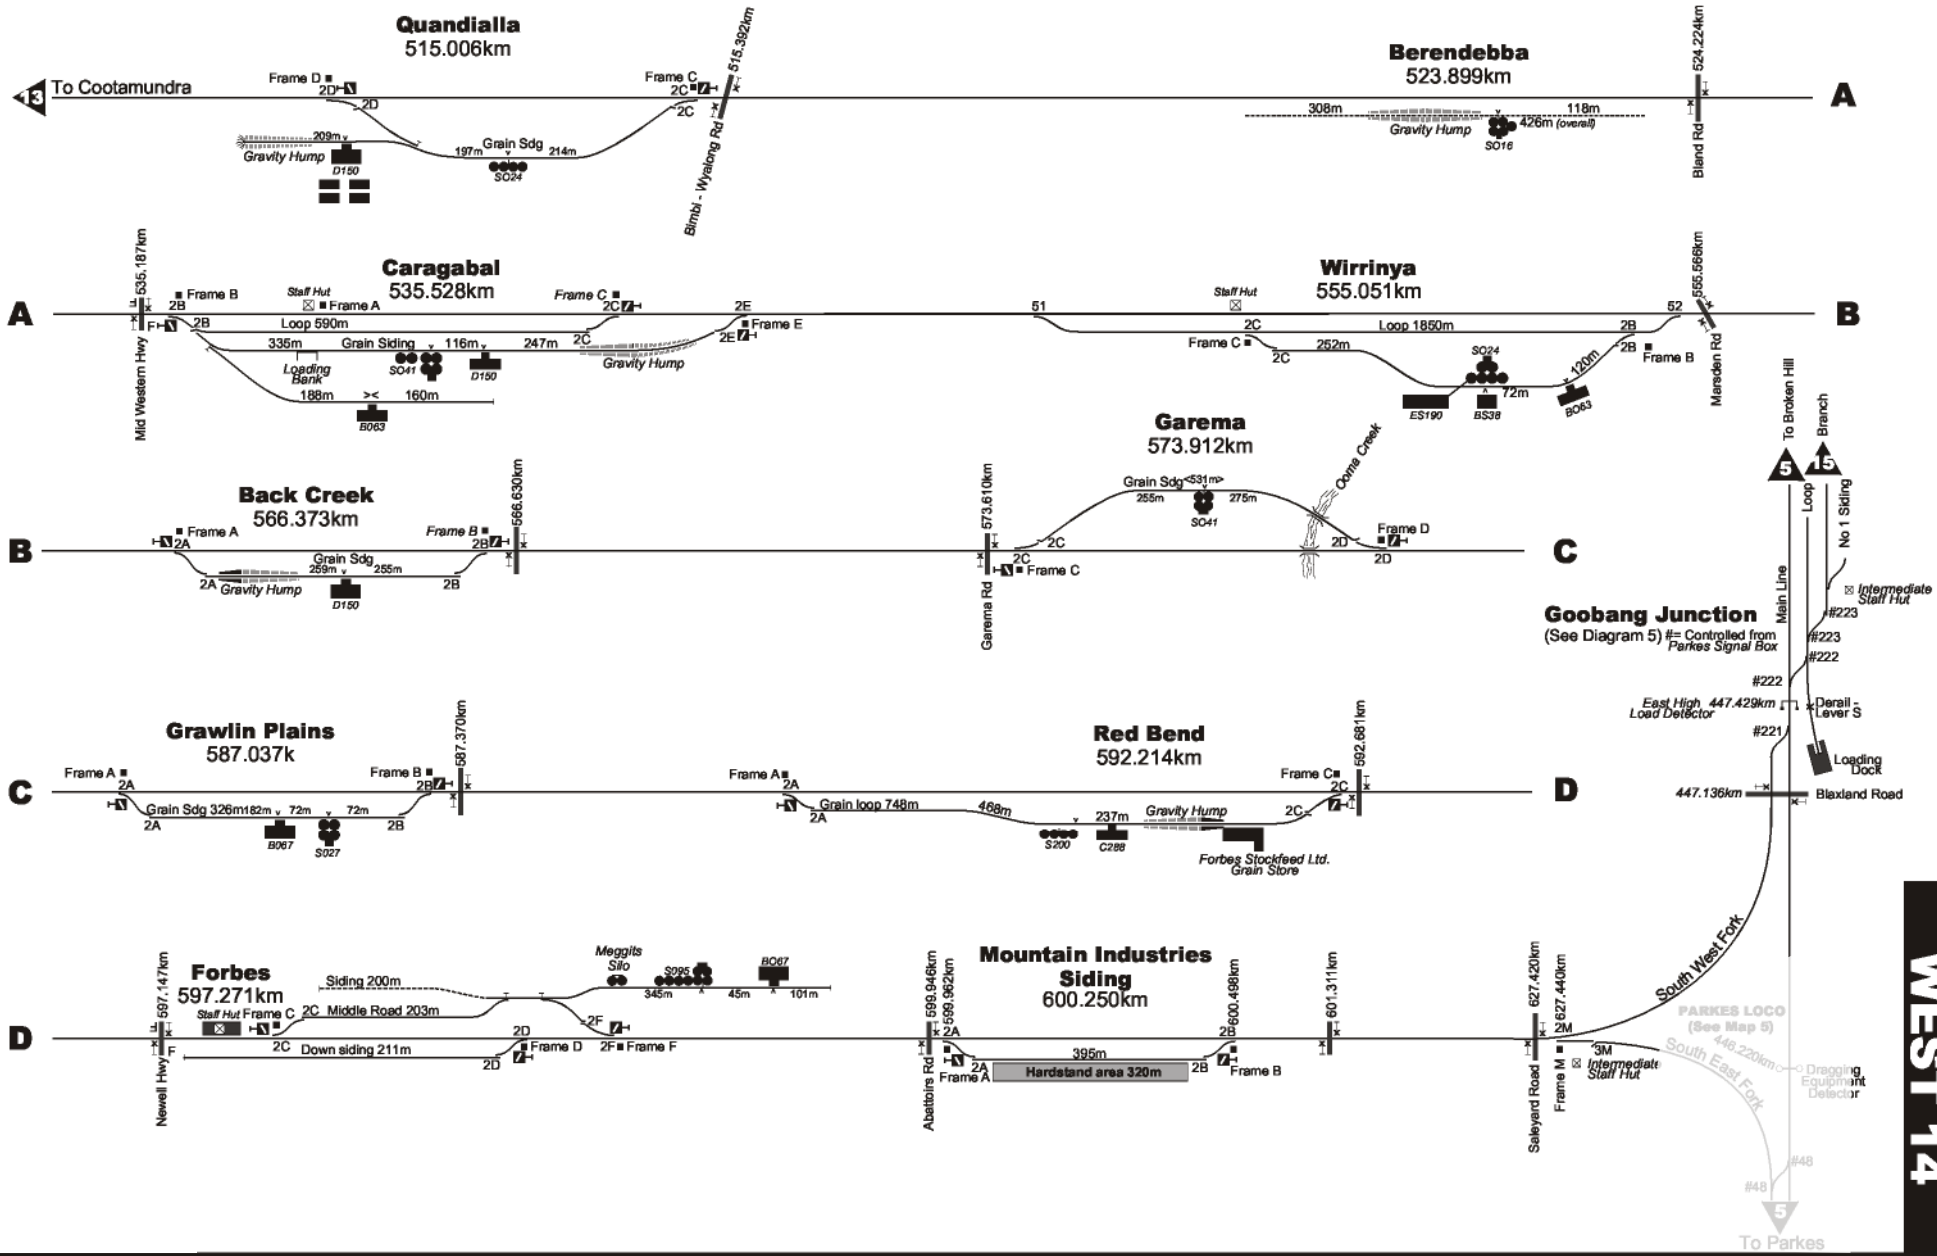 Quandialla
515.006km
13
To Cootamundra
Frame D
2D
2D
Frame C
2C
2C
515.392km
Bimbi - Wyalong Rd
209m
Gravity Hump
D150
Grain Sdg
197m
214m
SO24
Berendebba
523.899km
308m
118m
Gravity Hump
426m (overall)
SO16
524.224km
Bland Rd
A
A
535.187km
Mid Western Hwy
Caragabal
535.528km
Frame B
2B
2B
F
Staff Hut
Frame A
Frame C
2C
2C
2E
Frame E
2E
Loop 590m
335m
Grain Siding
116m
247m
Loading
Bank
SO41
D150
Gravity Hump
188m
><
160m
B063
Wirrinya
555.051km
51
Staff Hut
52
2C
Loop 1850m
2B
Frame C
2C
252m
2B
Frame B
SO24
120m
72m
ES190
BS38
BO63
555.566km
Marsden Rd
B
B
Back Creek
566.373km
Frame A
2A
2A
Frame B
2B
2B
Grain Sdg
259m
255m
Gravity Hump
D150
566.630km
Garema
573.912km
573.610km
Garema Rd
Grain Sdg
<531m>
255m
275m
SO41
Ooma Creek
2C
2C
Frame C
2D
2D
Frame D
C
To Broken Hill
Branch
5
15
Loop
No 1 Siding
Main Line
Intermediate
Staff Hut
Goobang Junction
(See Diagram 5)
#= Controlled from
Parkes Signal Box
#223
#223
#222
#222
East High
Load Detector
447.429km
Derail -
Lever S
#221
Loading
Dock
447.136km
Blaxland Road
C
Grawlin Plains
587.037k
Frame A
2A
2A
Frame B
2B
2B
Grain Sdg 326m
182m
72m
72m
B067
S027
587.370km
Red Bend
592.214km
Frame A
2A
2A
Grain loop 748m
468m
237m
Gravity Hump
S200
C288
Forbes Stockfeed Ltd.
Grain Store
Frame C
2C
2C
592.681km
D
D
597.147km
Newell Hwy
F
Forbes
597.271km
Staff Hut
Frame C
2C
2C
Siding 200m
Middle Road 203m
Down siding 211m
2D
2D
Frame D
2F
2F
Frame F
Meggits
Silo
S095
BO67
345m
45m
101m
599.946km
599.962km
Abattoirs Rd
Mountain Industries
Siding
600.250km
2A
2A
Frame A
395m
Hardstand area 320m
2B
2B
Frame B
600.498km
601.311km
627.420km
627.440km
Saleyard Road
2M
Frame M
3M
Intermediate
Staff Hut
South West Fork
South East Fork
PARKES LOCO
(See Map 5)
446.220km
Dragging
Equipment
Detector
#48
#48
5
To Parkes
WEST 14